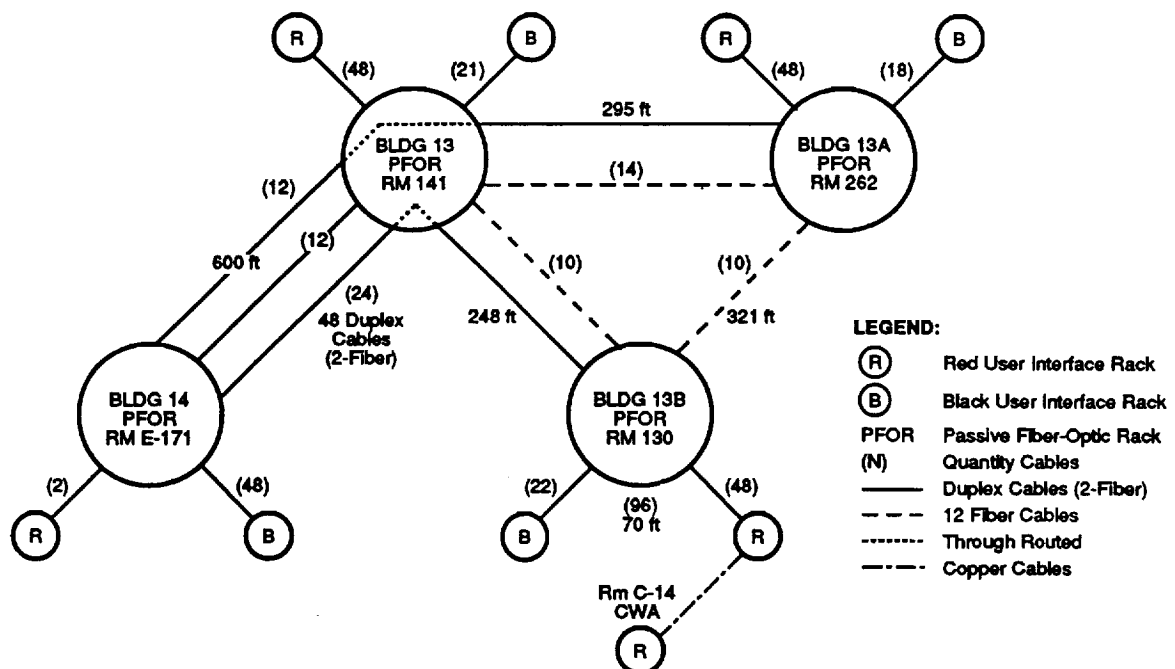 R
B
R
B
(48)
(21)
(48)
(18)
295 ft
BLDG 13
PFOR
RM 141
BLDG 13A
PFOR
RM 262
(14)
(12)
(12)
600 ft
(10)
(10)
(24)
48 Duplex
Cables
(2-Fiber)
248 ft
321 ft
BLDG 14
PFOR
RM E-171
BLDG 13B
PFOR
RM 130
(2)
(48)
(22)
(96)
70 ft
(48)
R
B
B
R
Rm C-14
CWA
R
LEGEND:
R Red User Interface Rack
B Black User Interface Rack
PFOR Passive Fiber-Optic Rack
(N) Quantity Cables
Duplex Cables (2-Fiber)
12 Fiber Cables
Through Routed
Copper Cables